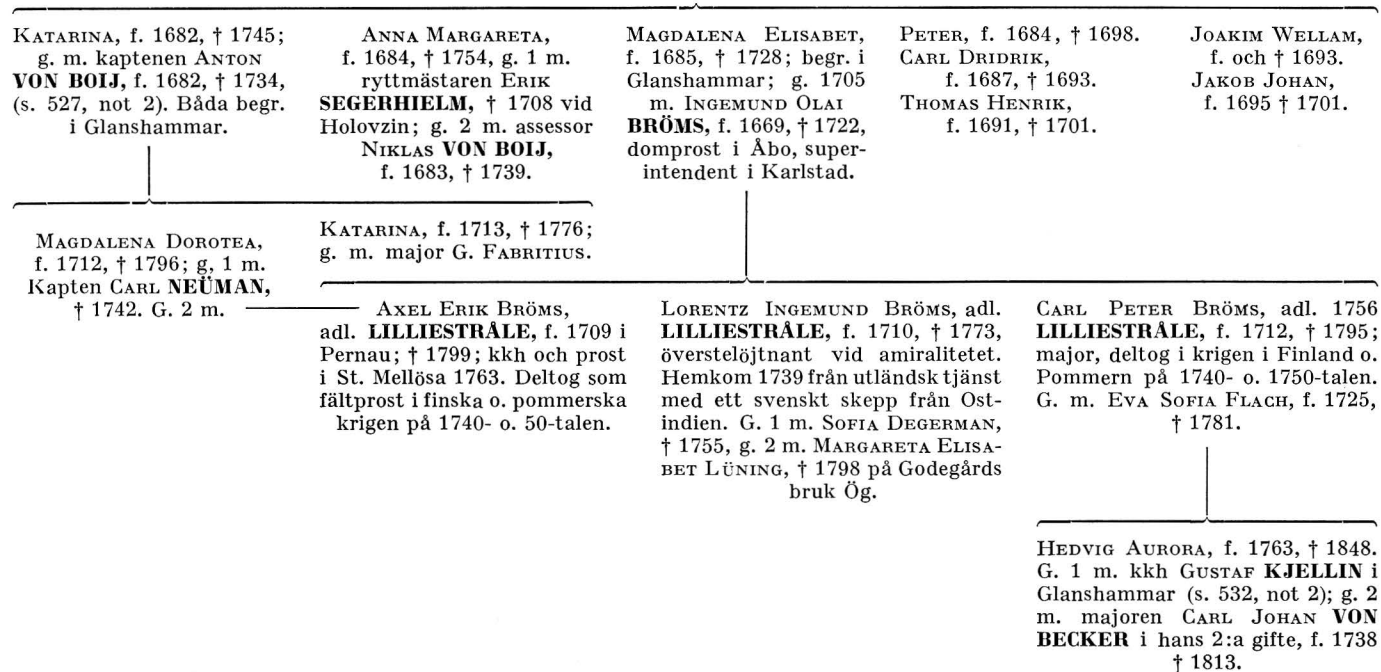 KATARINA, f. 1682, † 1745;
g. m. kaptenen ANTON
VON BOIJ, f. 1682, † 1734,
(s. 527, not 2). Båda begr.
i Glanshammar.
ANNA MARGARETA,
f. 1684, † 1754, g. 1 m.
ryttmästaren ERIK
SEGERHIELM, † 1708 vid
Holovzin; g. 2 m. assessor
NIKLAS VON BOIJ,
f. 1683, † 1739.
MAGDALENA ELISABET,
f. 1685, † 1728; begr. i
Glanshammar; g. 1705
m. INGEMUND OLAI
BRÖMS, f. 1669, † 1722,
domprost i Åbo, super-
intendent i Karlstad.
PETER, f. 1684, † 1698.
CARL DRIDRIK,
f. 1687, † 1693.
THOMAS HENRIK,
f. 1691, † 1701.
JOAKIM WELLAM,
f. och † 1693.
JAKOB JOHAN,
f. 1695 † 1701.
MAGDALENA DOROTEA,
f. 1712, † 1796; g, 1 m.
Kapten CARL NEÜMAN,
† 1742. G. 2 m.
KATARINA, f. 1713, † 1776;
g. m. major G. FABRITIUS.
AXEL ERIK BRÖMS,
adl. LILLIESTRÅLE, f. 1709 i
Pernau; † 1799; kkh och prost
i St. Mellösa 1763. Deltog som
fältprost i finska o. pommerska
krigen på 1740- o. 50-talen.
LORENTZ INGEMUND BRÖMS, adl.
LILLIESTRÅLE, f. 1710, † 1773,
överstelöjtnant vid amiralitetet.
Hemkom 1739 från utländsk tjänst
med ett svenskt skepp från Ost-
indien. G. 1 m. SOFIA DEGERMAN,
† 1755, g. 2 m. MARGARETA ELISA-
BET LÜNING, † 1798 på Godegårds
bruk Ög.
CARL PETER BRÖMS, adl. 1756
LILLIESTRÅLE, f. 1712, † 1795;
major, deltog i krigen i Finland o.
Pommern på 1740- o. 1750-talen.
G. m. EVA SOFIA FLACH, f. 1725,
† 1781.
HEDVIG AURORA, f. 1763, † 1848.
G. 1 m. kkh GUSTAF KJELLIN i
Glanshammar (s. 532, not 2); g. 2
m. majoren CARL JOHAN VON
BECKER i hans 2:a gifte, f. 1738
† 1813.